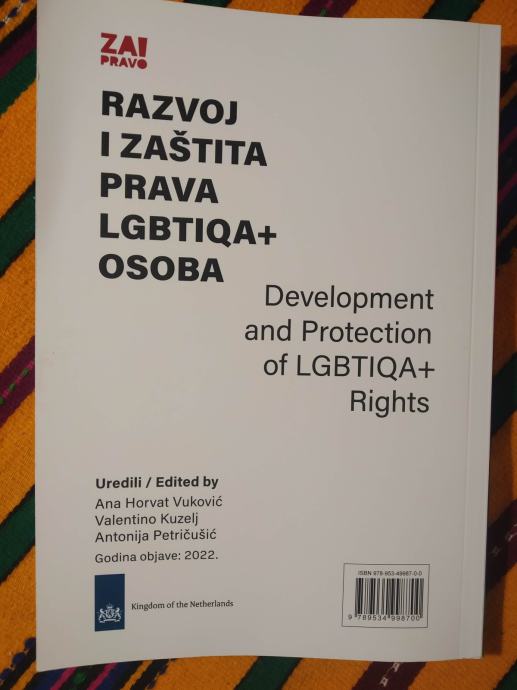 ZA!
PRAVO
RAZVOJ
I ZAŠTITA
PRAVA
LGBTIQA+
OSOBA
Development
and Protection
of LGBTIQA+
Rights
Uredili / Edited by
Ana Horvat Vuković
Valentino Kuzelj
Antonija Petričušić
Godina objave: 2022.
Kingdom of the Netherlands
ISBN 978-953-49987-0-0
9 789534 998700